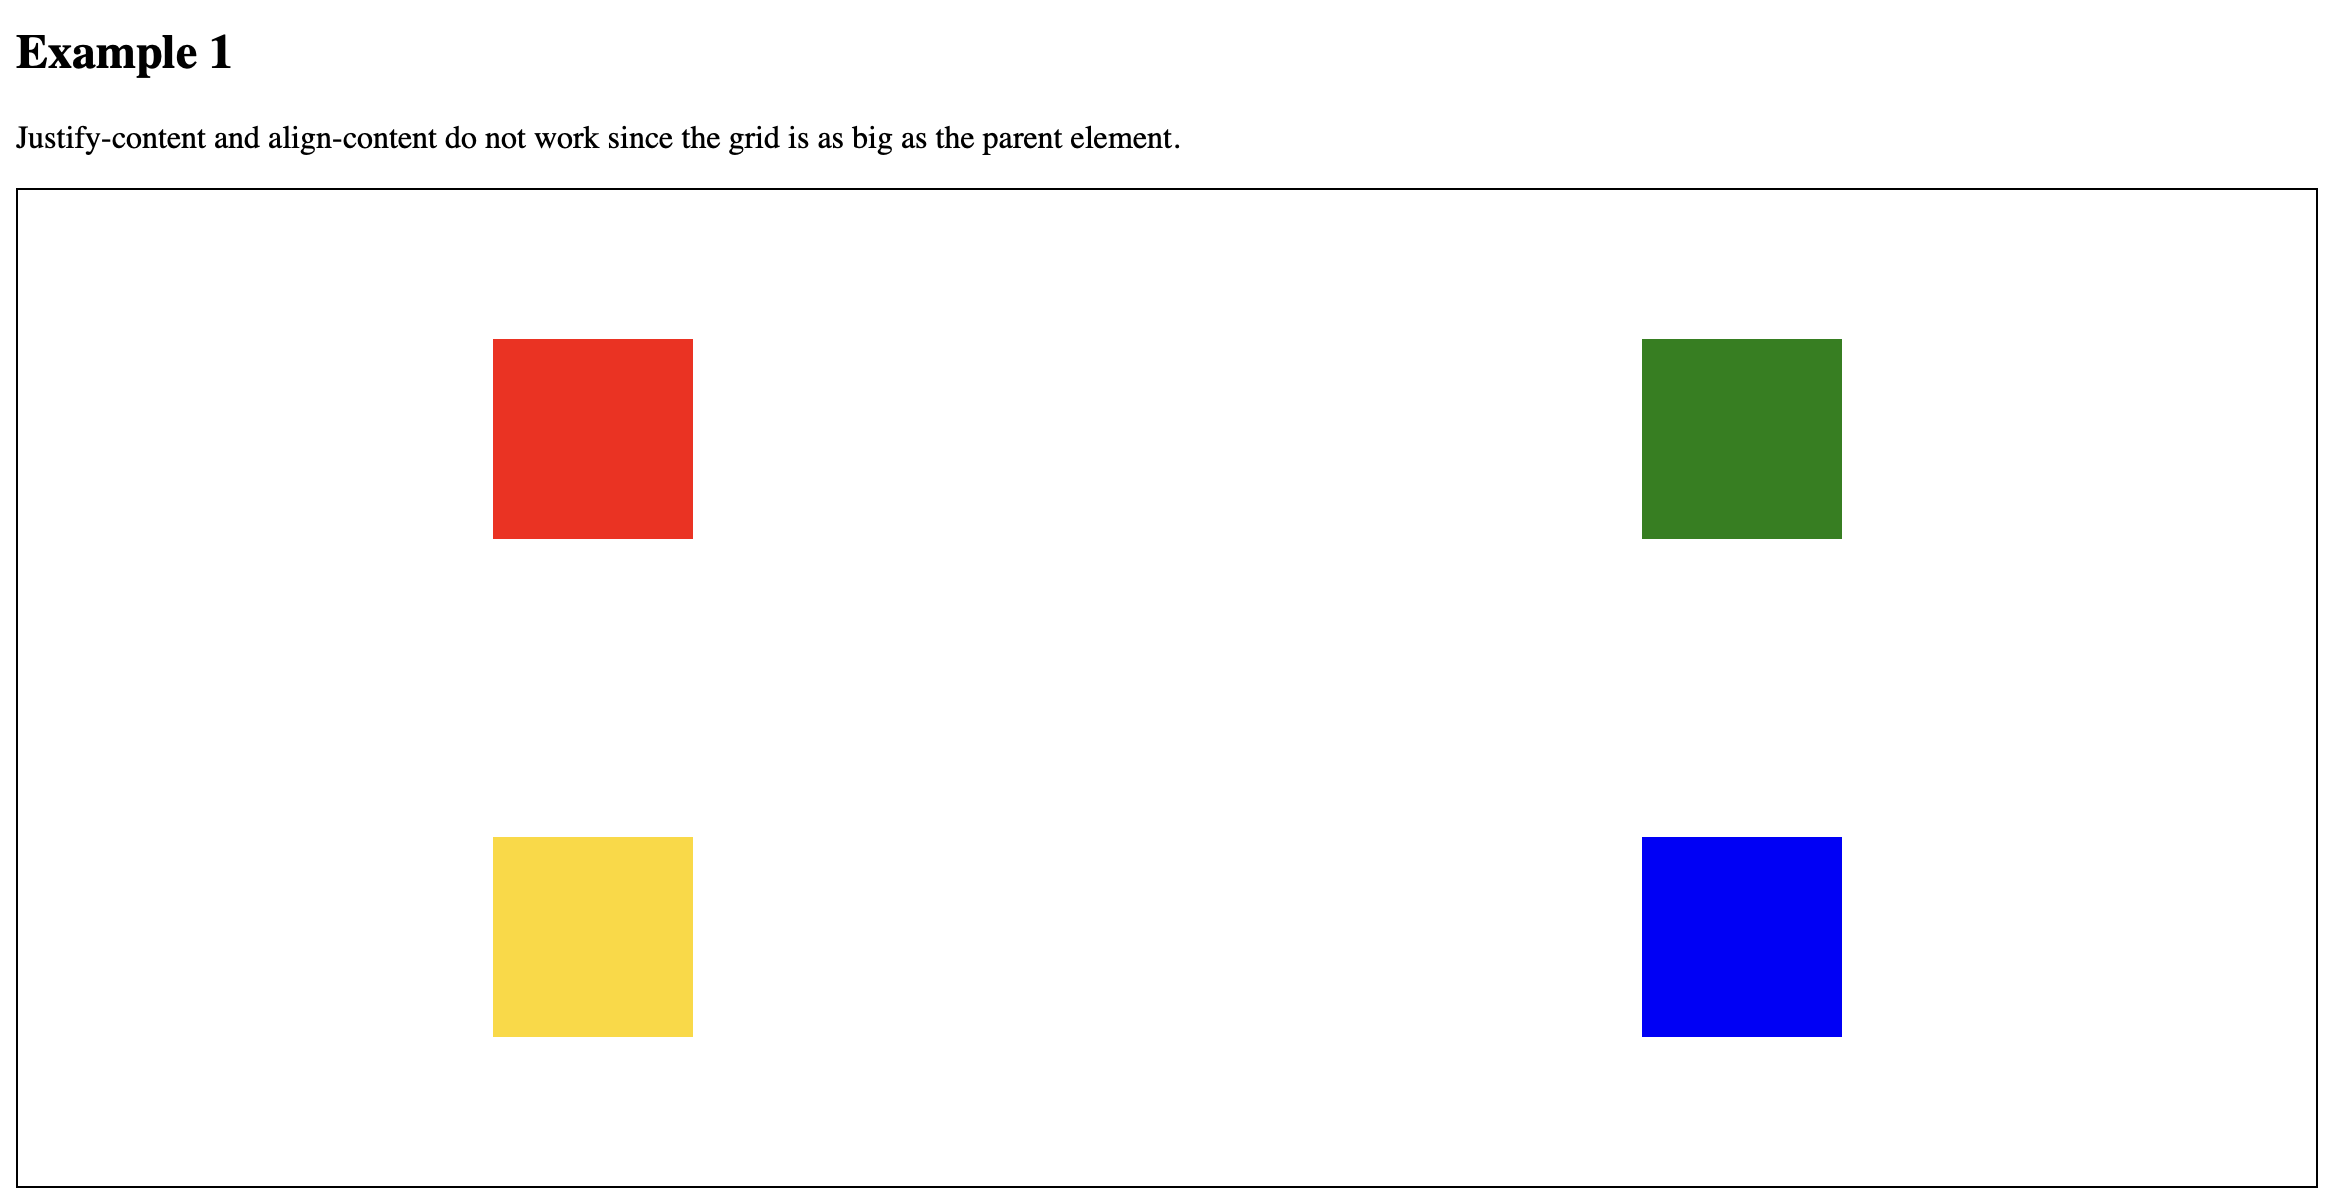 Example 1
Justify-content and align-content do not work since the grid is as big as the parent element.